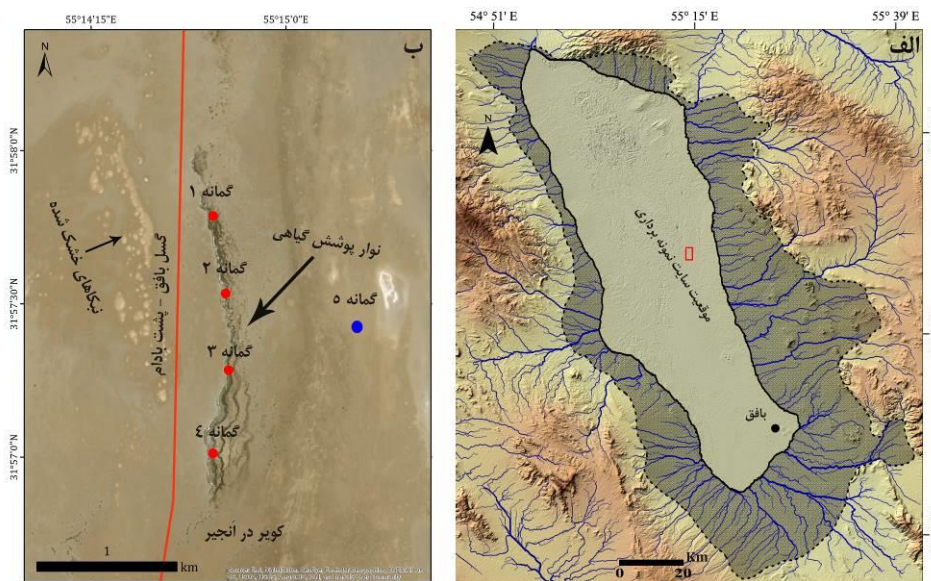 55°14'15"E
55°15'0"E
ب
N
31°58'0"N
31°57'30"N
31°57'0"N
گمانه ۱
گمانه ۲
نوار پوشش گیاهی
گمانه ۵
گمانه ۳
گمانه ٤
نبکاهای خشک شده
گسل بافق - پشت بادام
کویر در انجیر
1
km
54°51' E
55°15' E
55°39' E
الف
N
موقعیت سایت نمونه برداری
بافق
Km
0
20